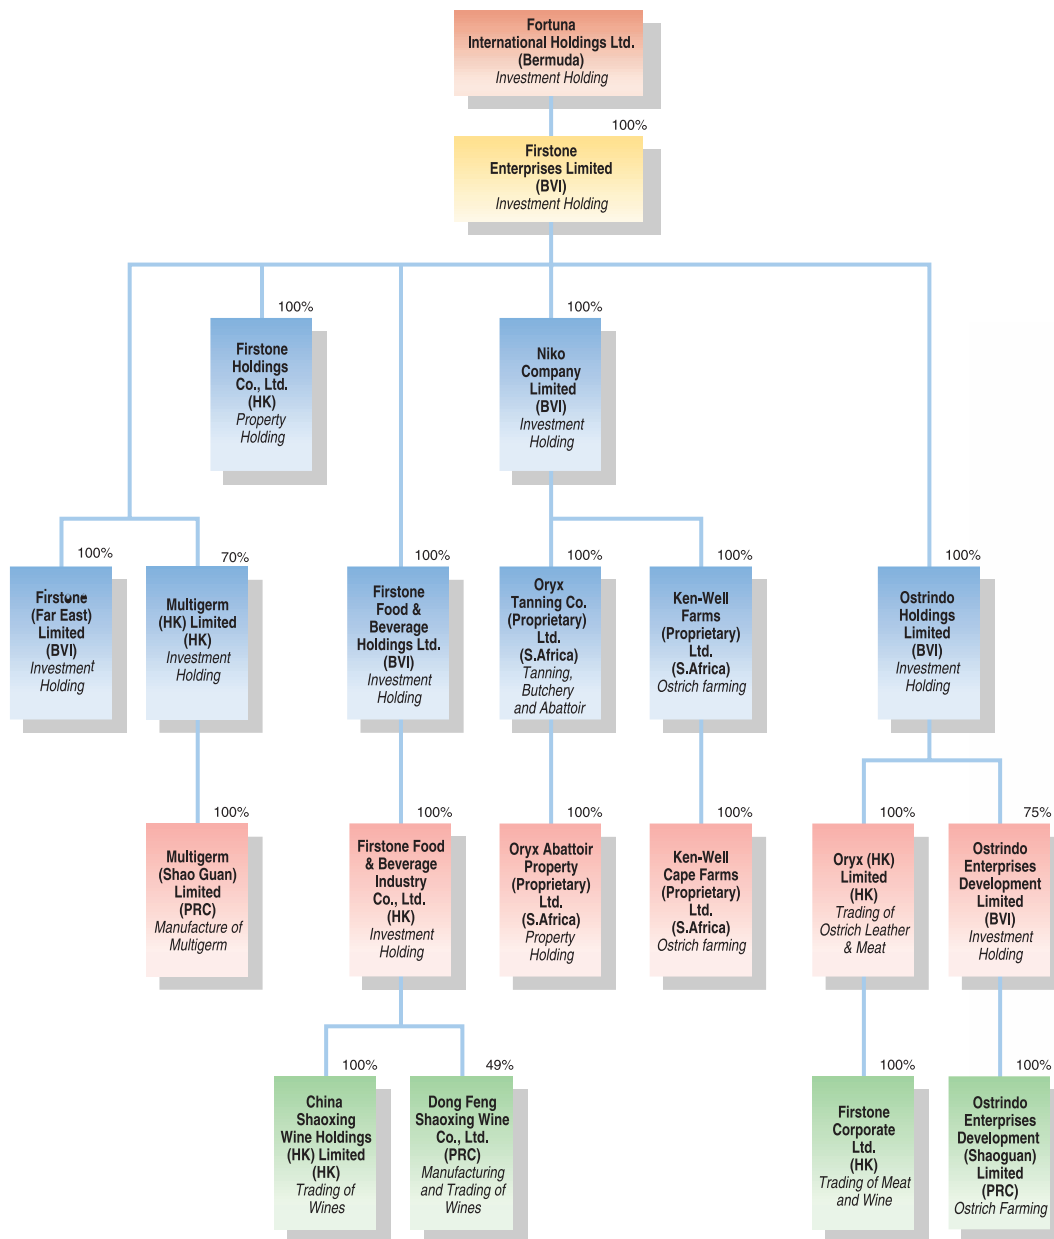 Fortuna
International Holdings Ltd.
(Bermuda)
Investment Holding
100%
Firstone
Enterprises Limited
(BVI)
Investment Holding
100%
Firstone
Holdings
Co., Ltd.
(HK)
Property
Holding
100%
Niko
Company
Limited
(BVI)
Investment
Holding
100%
Firstone
(Far East)
Limited
(BVI)
Investment
Holding
70%
Multigerm
(HK) Limited
(HK)
Investment
Holding
100%
Firstone
Food &
Beverage
Holdings Ltd.
(BVI)
Investment
Holding
100%
Oryx
Tanning Co.
(Proprietary)
Ltd.
(S.Africa)
Tanning,
Butchery
and Abattoir
100%
Ken-Well
Farms
(Proprietary)
Ltd.
(S.Africa)
Ostrich farming
100%
Ostrindo
Holdings
Limited
(BVI)
Investment
Holding
100%
Multigerm
(Shao Guan)
Limited
(PRC)
Manufacture of
Multigerm
100%
Firstone Food
& Beverage
Industry
Co., Ltd.
(HK)
Investment
Holding
100%
Oryx Abattoir
Property
(Proprietary)
Ltd.
(S.Africa)
Property
Holding
100%
Ken-Well
Cape Farms
(Proprietary)
Ltd.
(S.Africa)
Ostrich farming
100%
Oryx (HK)
Limited
(HK)
Trading of
Ostrich Leather
& Meat
75%
Ostrindo
Enterprises
Development
Limited
(BVI)
Investment
Holding
100%
China
Shaoxing
Wine Holdings
(HK) Limited
(HK)
Trading of
Wines
49%
Dong Feng
Shaoxing Wine
Co., Ltd.
(PRC)
Manufacturing
and Trading of
Wines
100%
Firstone
Corporate
Ltd.
(HK)
Trading of Meat
and Wine
100%
Ostrindo
Enterprises
Development
(Shaoguan)
Limited
(PRC)
Ostrich Farming